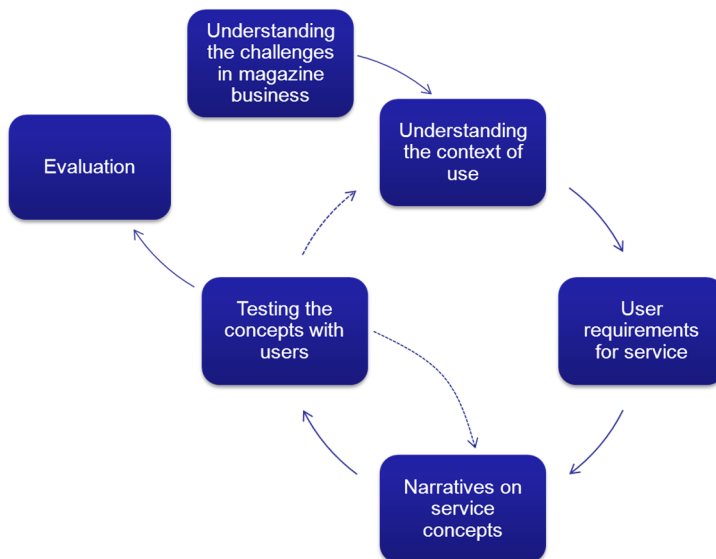 Understanding
the challenges
in magazine
business
Understanding
the context of
use
Evaluation
Testing the
concepts with
users
User
requirements
for service
Narratives on
service
concepts